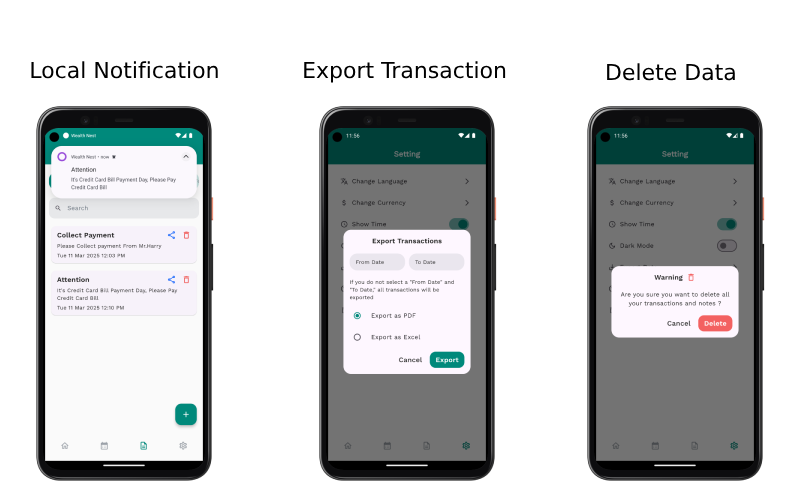 Local Notification
Export Transaction
Delete Data
Wealth Nest
Wealth Nest • now
Attention
It's Credit Card Bill Payment Day, Please Pay
Credit Card Bill
Search
Collect Payment
Please Collect payment From Mr.Harry
Tue 11 Mar 2025 12:03 PM
Attention
It's Credit Card Bill Payment Day, Please Pay
Credit Card Bill
Tue 11 Mar 2025 12:10 PM
11:56
Setting
Change Language
Change Currency
Show Time
Export Transactions
From Date
To Date
If you do not select a "From Date" and
"To Date," all transactions will be
exported
Export as PDF
Export as Excel
Cancel
Export
11:56
Setting
Change Language
Change Currency
Show Time
Dark Mode
Warning
Are you sure you want to delete all
your transactions and notes ?
Cancel
Delete